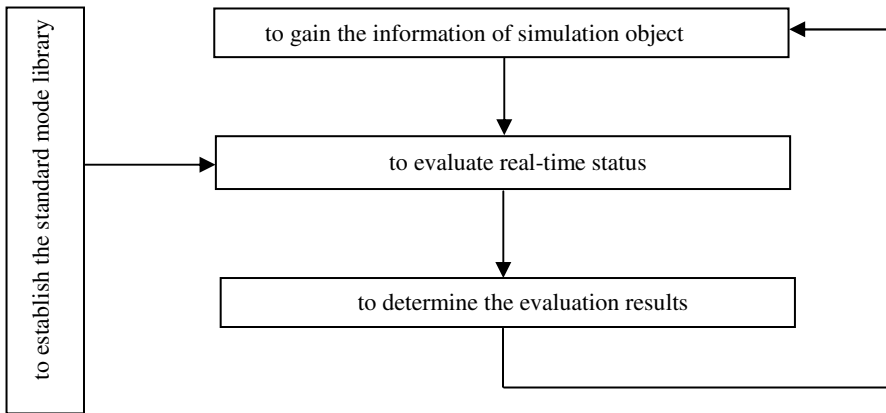 to establish the standard mode library
to gain the information of simulation object
to evaluate real-time status
to determine the evaluation results